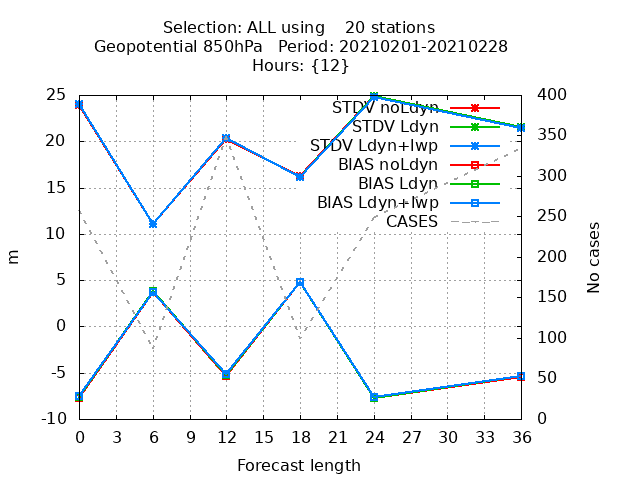 Selection: ALL using    20 stations
Geopotential 850hPa   Period: 20210201-20210228
Hours: {12}
25
20
15
10
5
0
-5
-10
m
STDV noLdyn
STDV Ldyn
STDV Ldyn+lwp
BIAS noLdyn
BIAS Ldyn
BIAS Ldyn+lwp
CASES
400
350
300
250
200
150
100
50
0
No cases
0 3 6 9 12 15 18 21 24 27 30 33 36
Forecast length